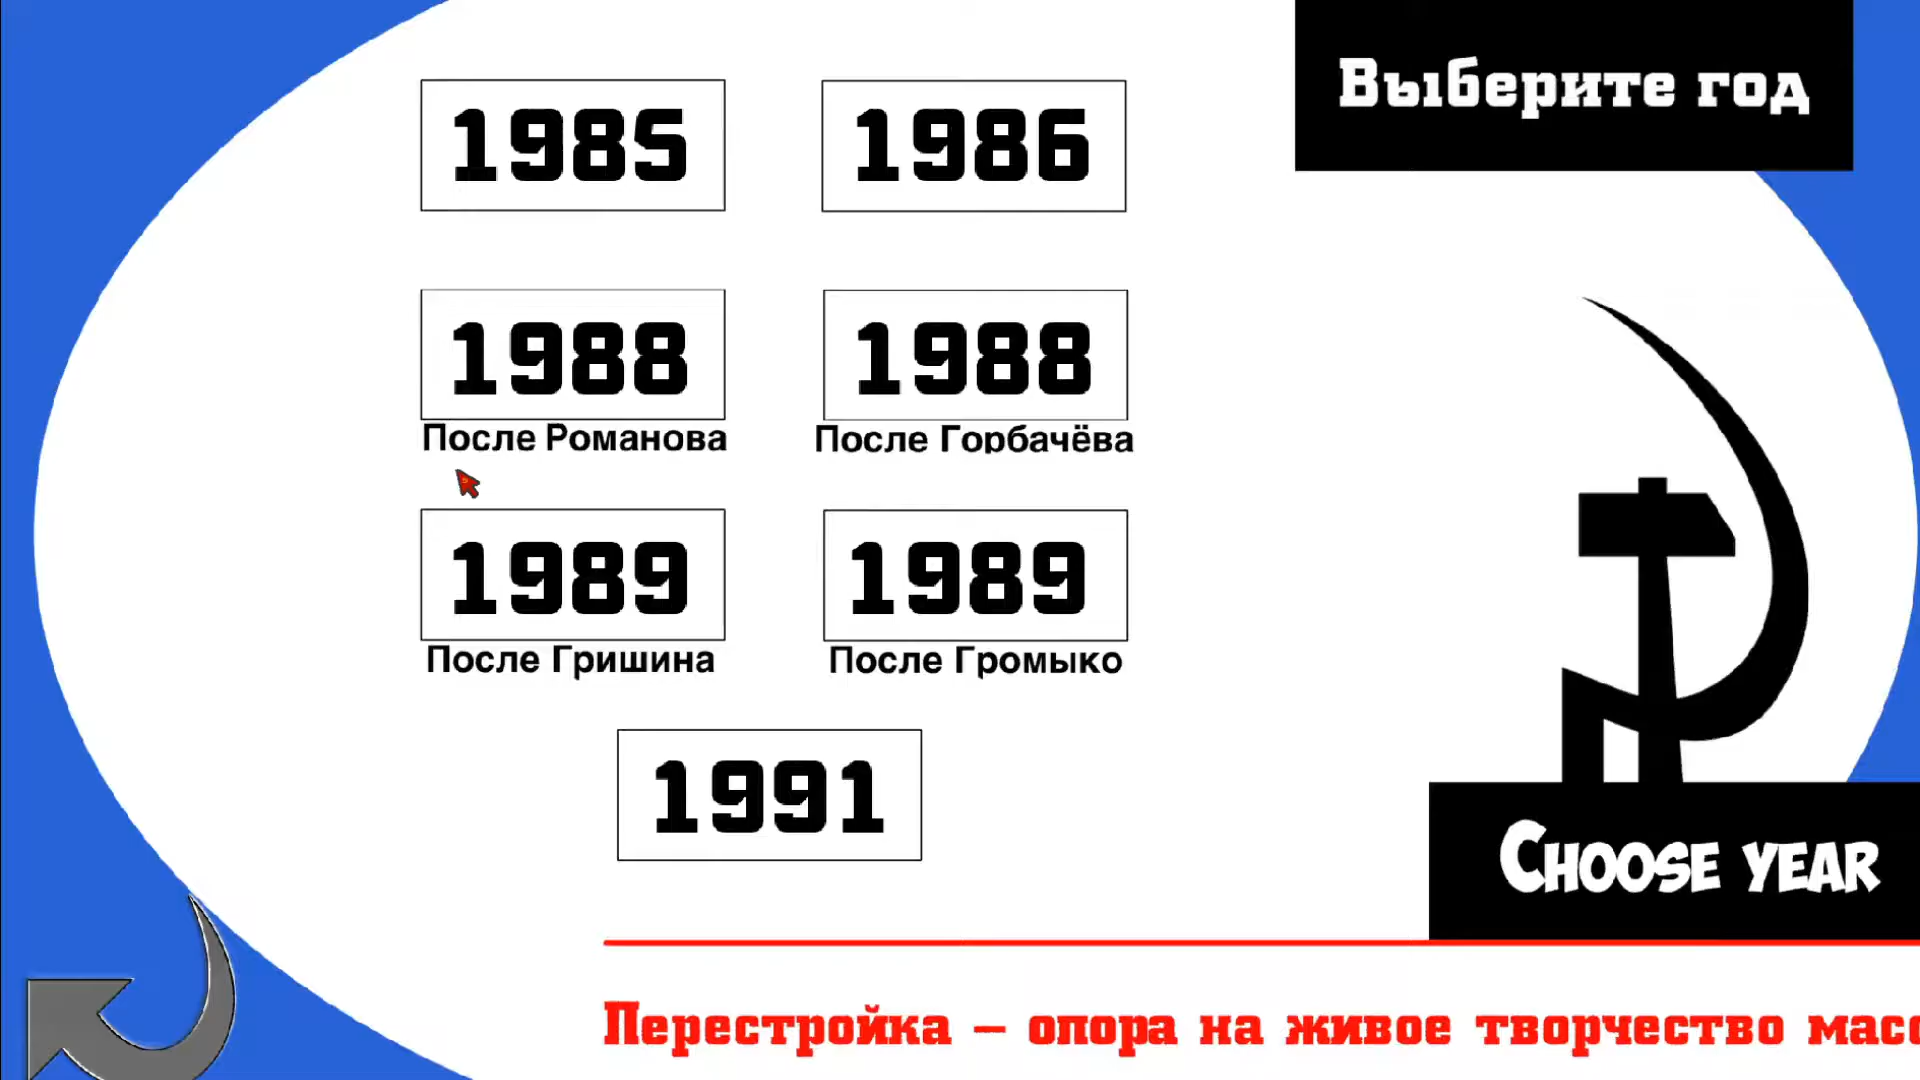 Выберите год
1985
1986
1988
1988
После Романова
После Горбачёва
1989
1989
После Гришина
После Громыко
1991
CHOOSE YEAR
Перестройка – опора на живое творчество масс